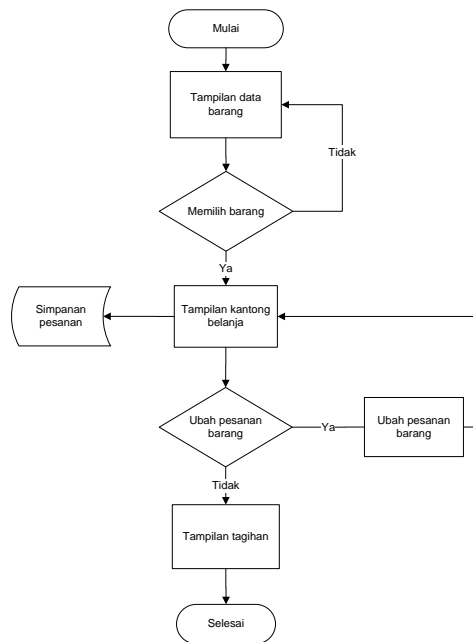 Mulai
Tampilan data
barang
Tidak
Memilih barang
Ya
Simpanan
pesanan
Tampilan kantong
belanja
Ubah pesanan
barang
Ya
Ubah pesanan
barang
Tidak
Tampilan tagihan
Selesai